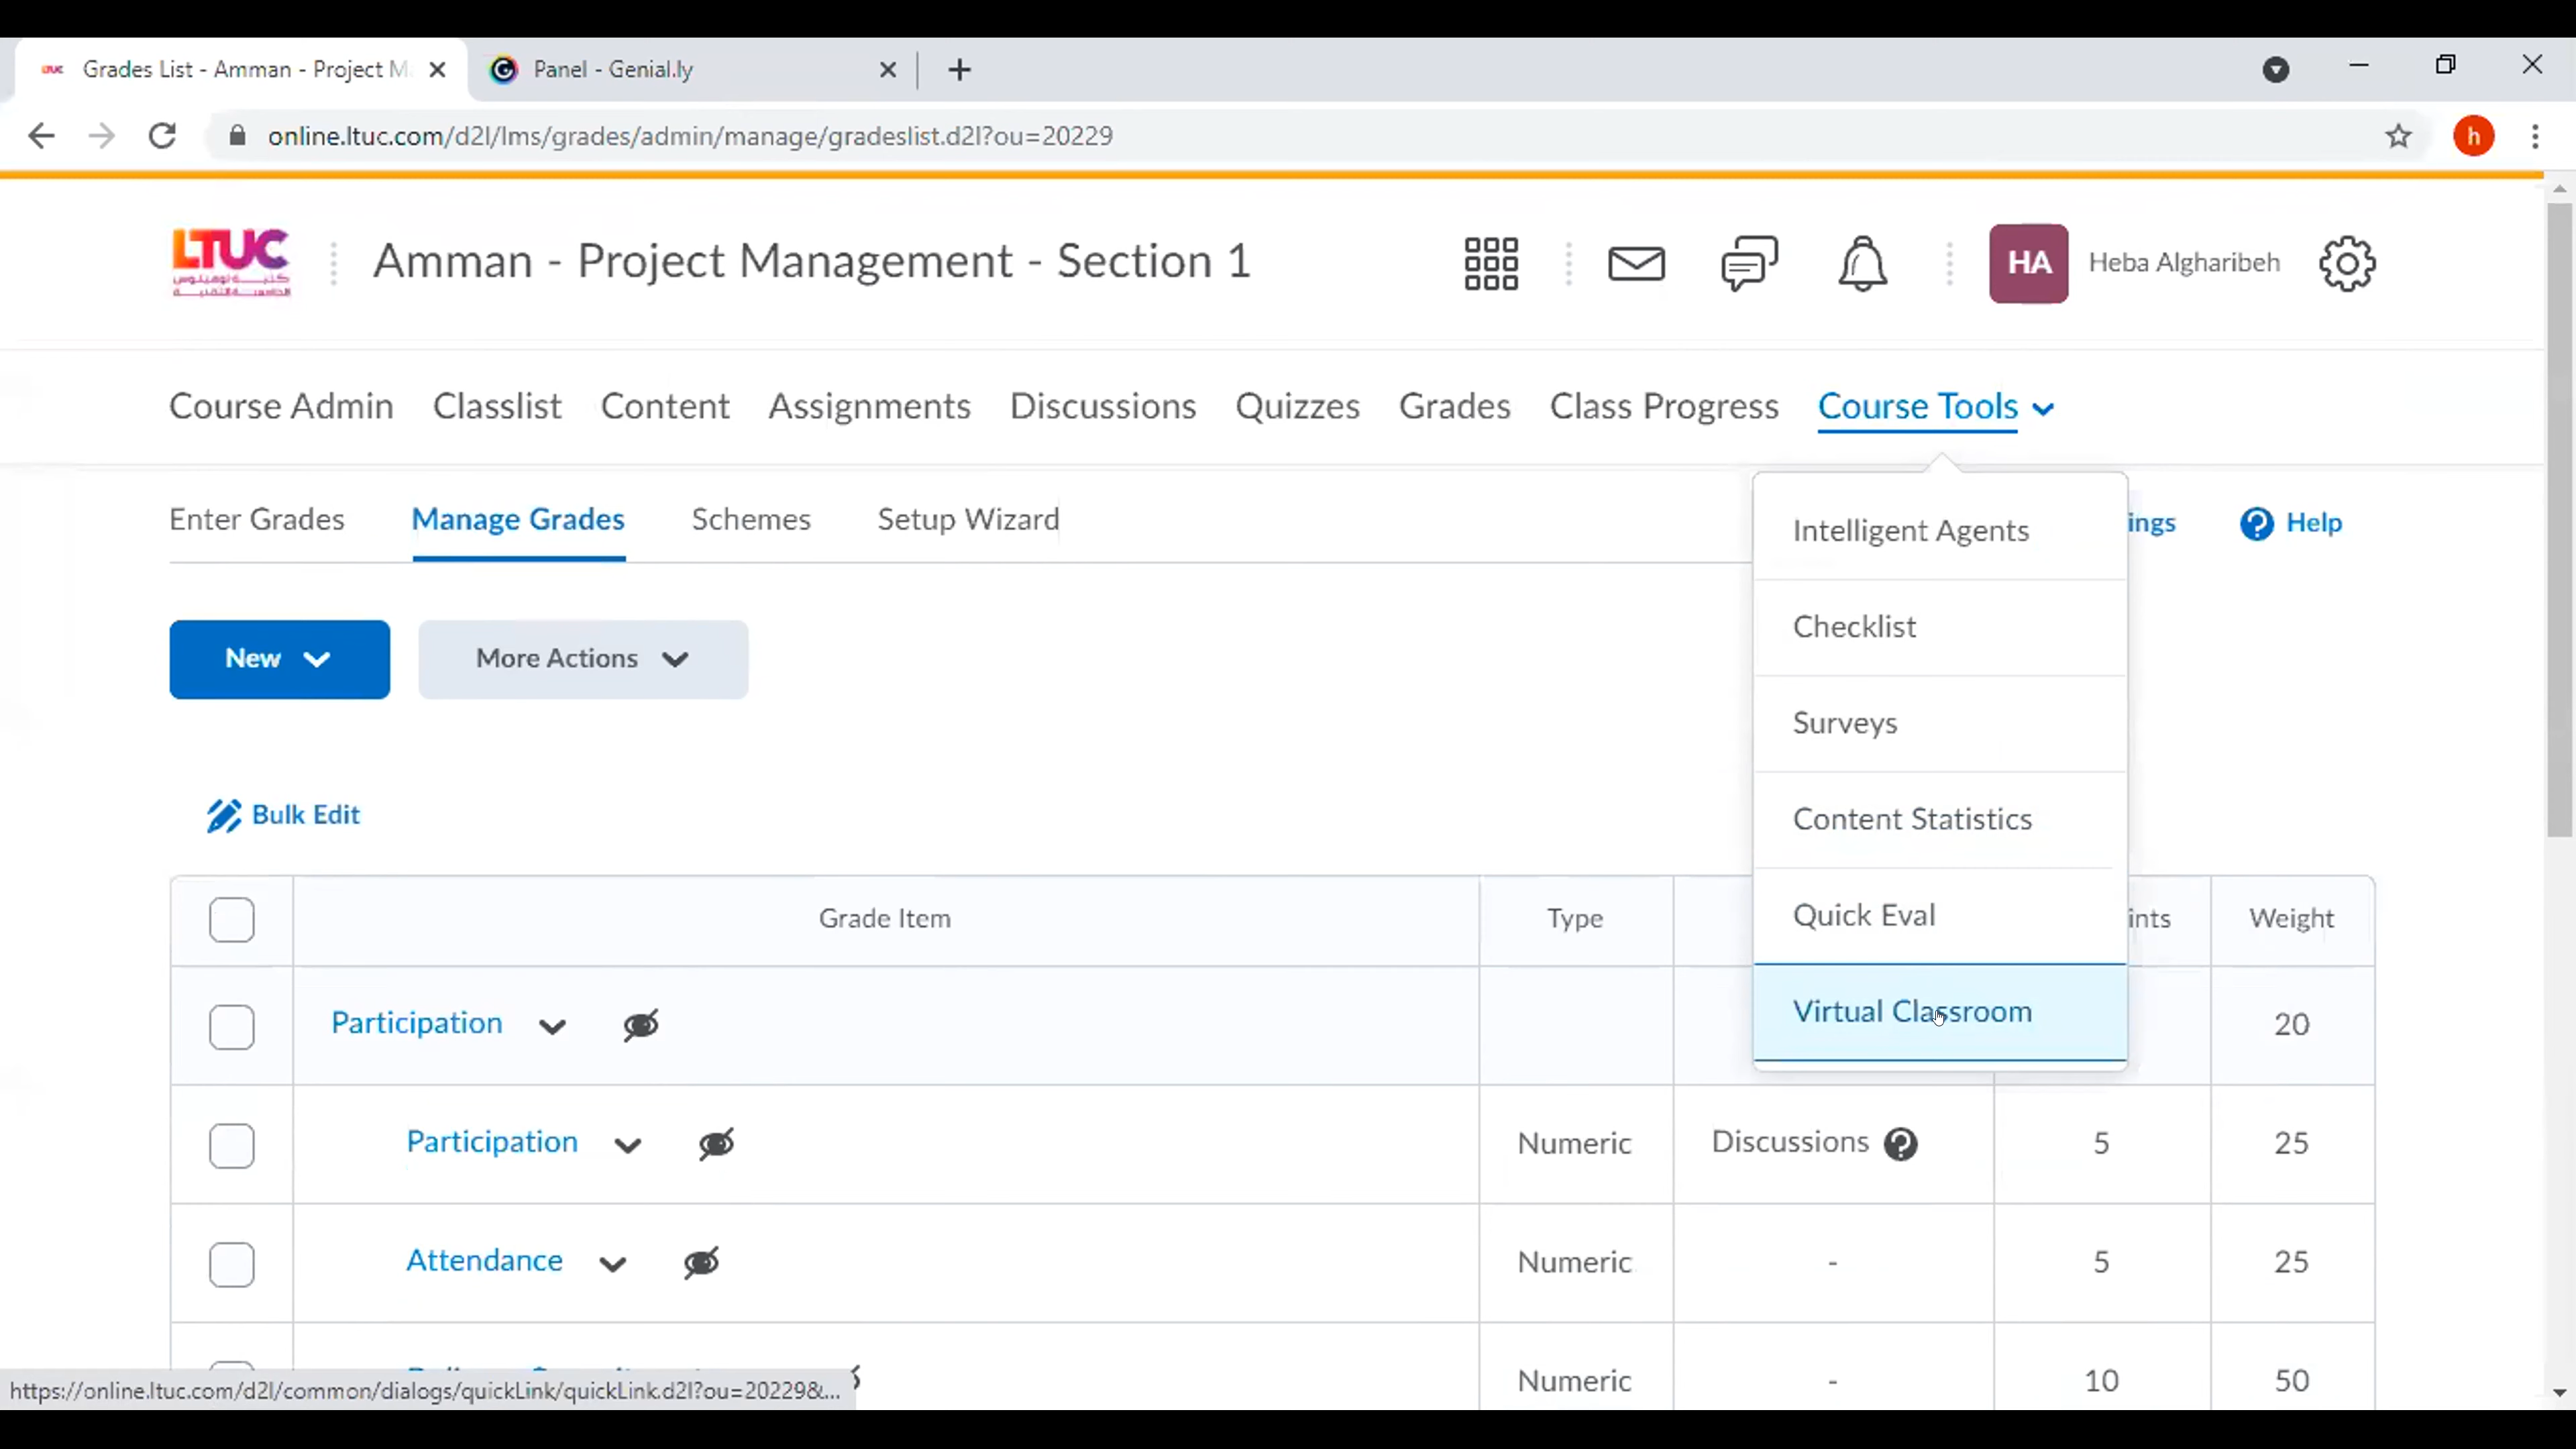 Grades List - Amman - Project M
Panel - Genial.ly
online.ltuc.com/d2l/lms/grades/admin/manage/gradeslist.d2l?ou=20229
h
LTUC
Amman - Project Management - Section 1
HA
Heba Algharibeh
Course Admin
Classlist
Content
Assignments
Discussions
Quizzes
Grades
Class Progress
Course Tools
Enter Grades
Manage Grades
Schemes
Setup Wizard
ings
Help
Intelligent Agents
Checklist
Surveys
Content Statistics
Quick Eval
Virtual Classroom
New
More Actions
Bulk Edit
Grade Item
Type
ints
Weight
Participation
20
Participation
Numeric
Discussions
5
25
Attendance
Numeric
-
5
25
Numeric
-
10
50
https://online.ltuc.com/d2l/common/dialogs/quickLink/quickLink.d2l?ou=20229&...